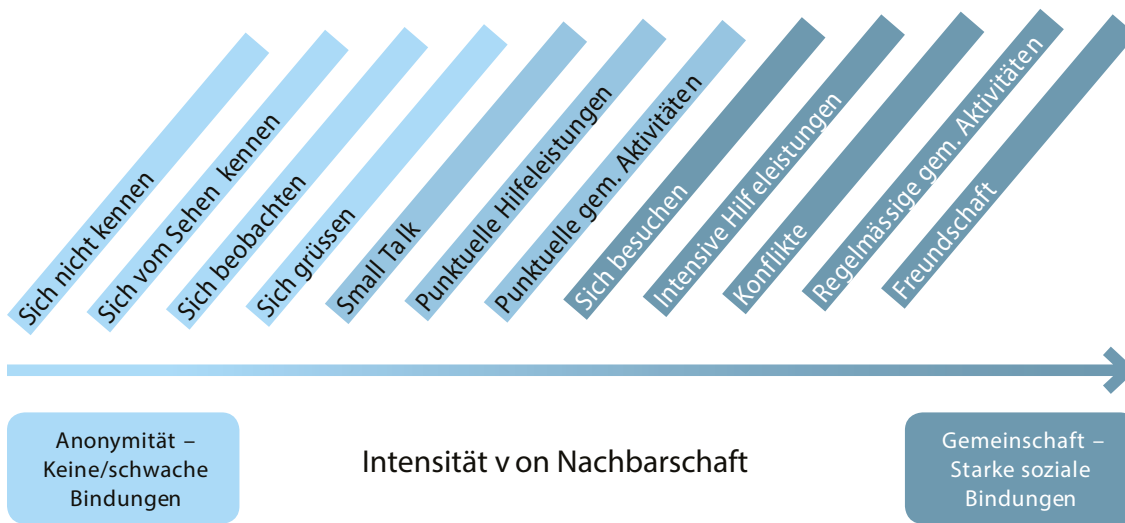 Sich nicht kennen
Sich vom Sehen kennen
Sich beobachten
Sich grüssen
Small Talk
Punktuelle Hilfeleistungen
Punktuelle gem. Aktivitäten
Sich besuchen
Intensive Hilfeleistungen
Konflikte
Regelmässige gem. Aktivitäten
Freundschaft
Anonymität –
Keine/schwache
Bindungen
Intensität von Nachbarschaft
Gemeinschaft –
Starke soziale
Bindungen